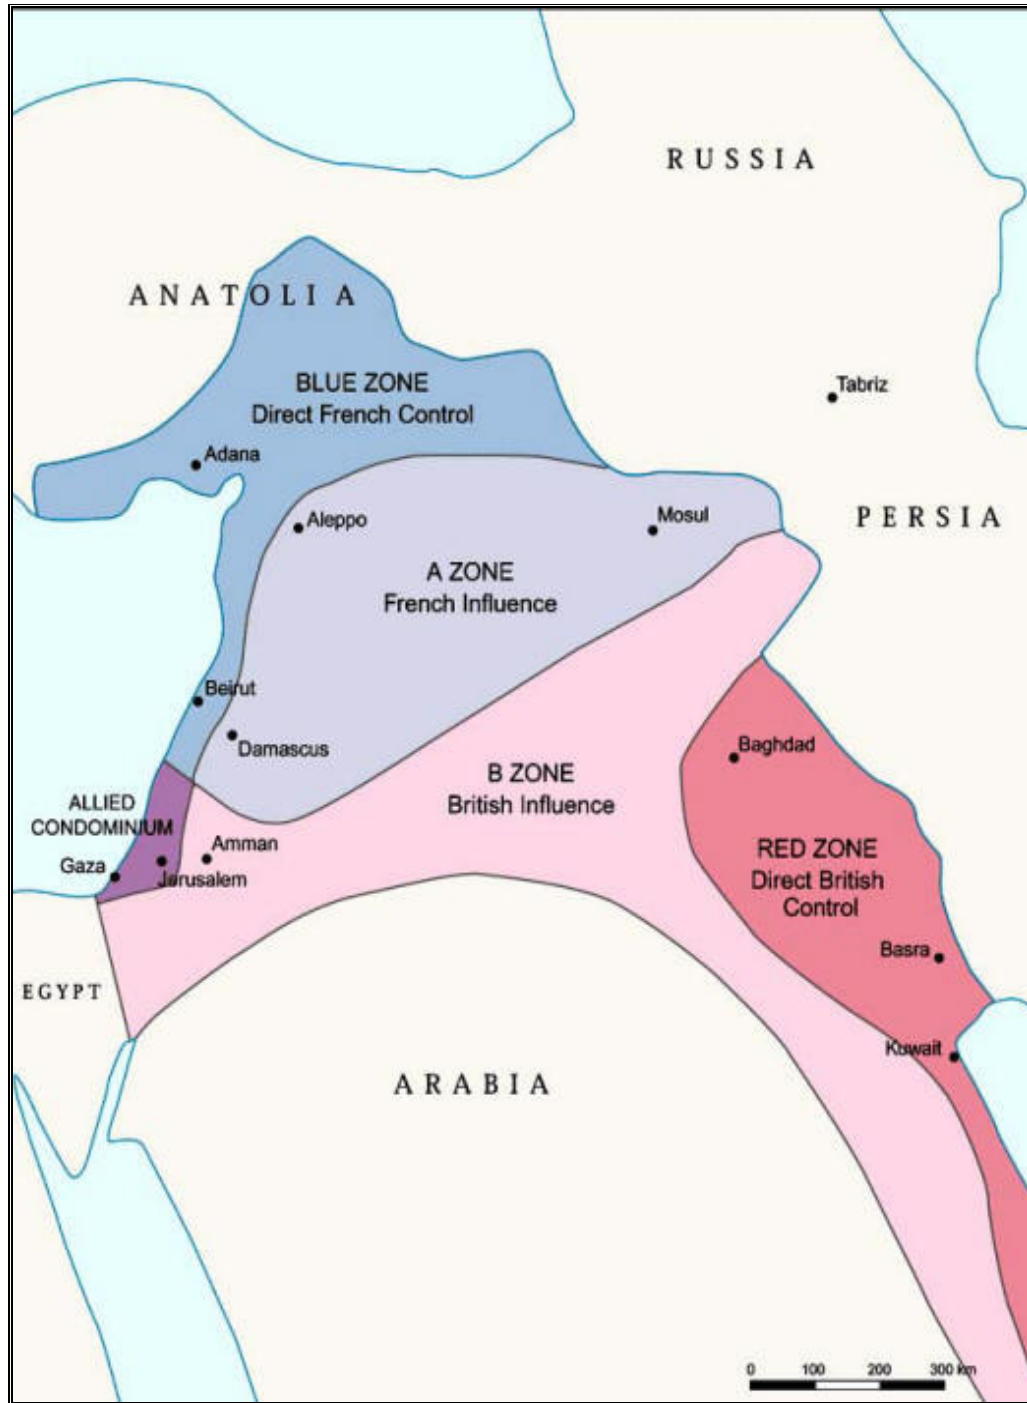 RUSSIA
ANATOLIA
BLUE ZONE
Direct French Control
Tabriz
Adana
Aleppo
Mosul
PERSIA
A ZONE
French Influence
Beirut
Damascus
Baghdad
B ZONE
British Influence
ALLIED
CONDOMINIUM
Amman
Gaza
Jerusalem
RED ZONE
Direct British
Control
Basra
EGYPT
Kuwait
ARABIA
0 100 200 300 km